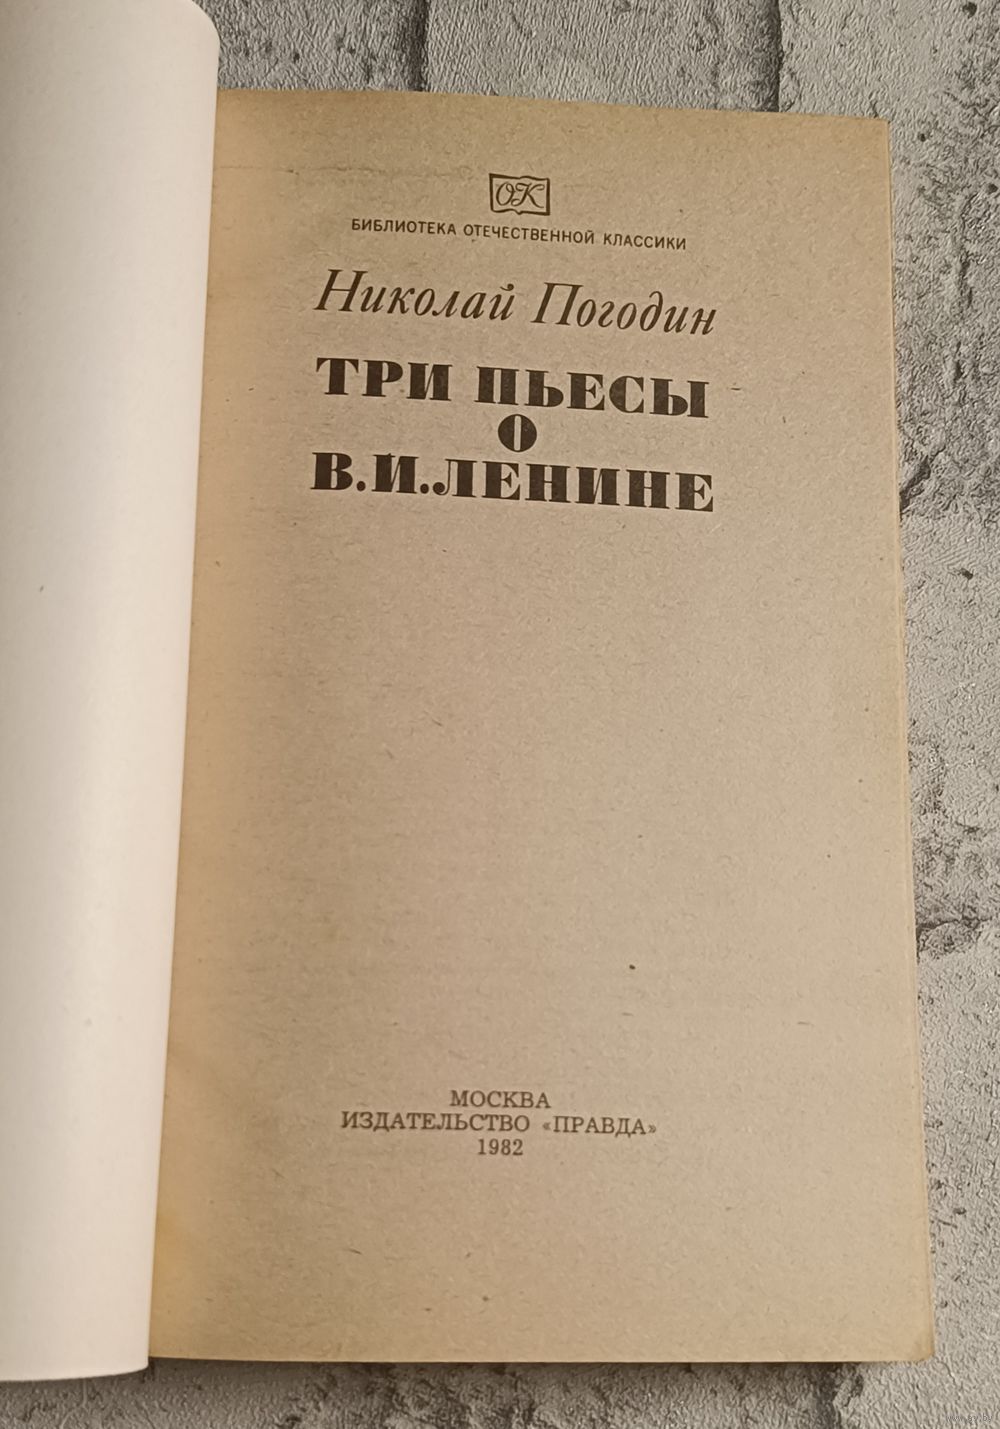 ОК
БИБЛИОТЕКА ОТЕЧЕСТВЕННОЙ КЛАССИКИ
Николай Погодин
ТРИ ПЬЕСЫ
О
В.И.ЛЕНИНЕ
МОСКВА
ИЗДАТЕЛЬСТВО «ПРАВДА»
1982